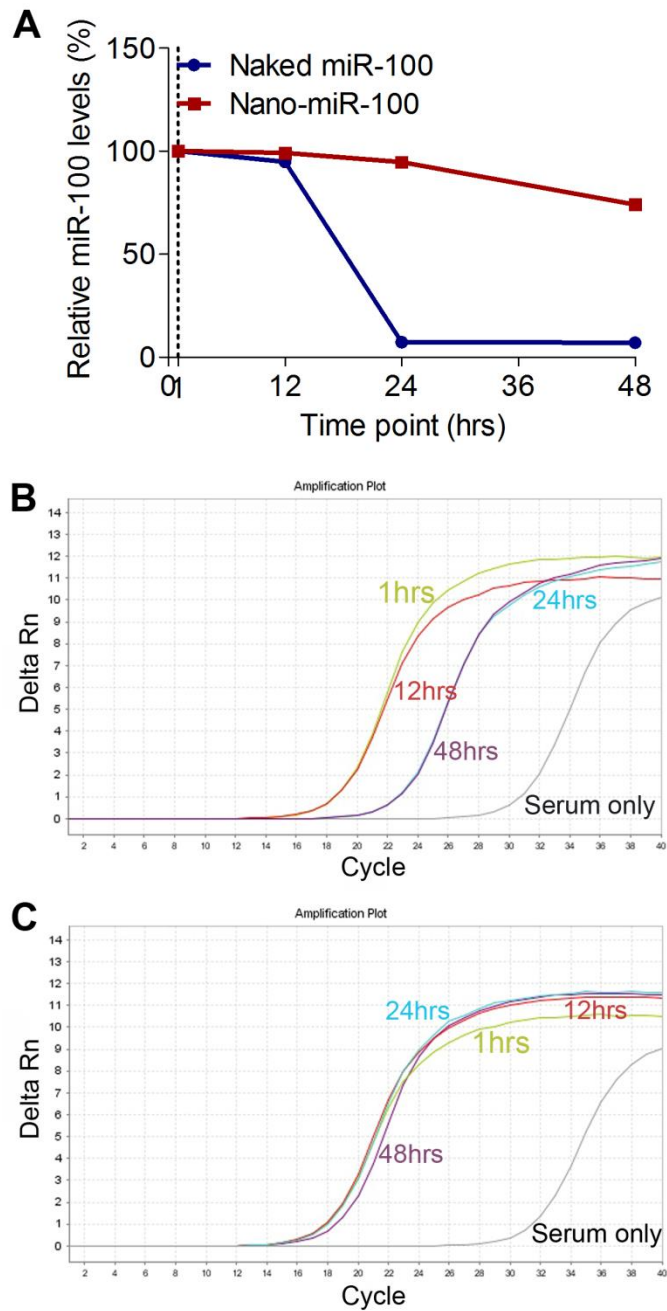 A
150
100
50
0
Relative miR-100 levels (%)
Naked miR-100
Nano-miR-100
0 1 12 24 36 48
Time point (hrs)
B
Amplification Plot
14
13
12
11
10
9
8
7
6
5
4
3
2
1
0
Delta Rn
1hrs
24hrs
12hrs
48hrs
Serum only
2 4 6 8 10 12 14 16 18 20 22 24 26 28 30 32 34 36 38 40
Cycle
C
Amplification Plot
14
13
12
11
10
9
8
7
6
5
4
3
2
1
0
Delta Rn
24hrs
12hrs
1hrs
48hrs
Serum only
2 4 6 8 10 12 14 16 18 20 22 24 26 28 30 32 34 36 38 40
Cycle